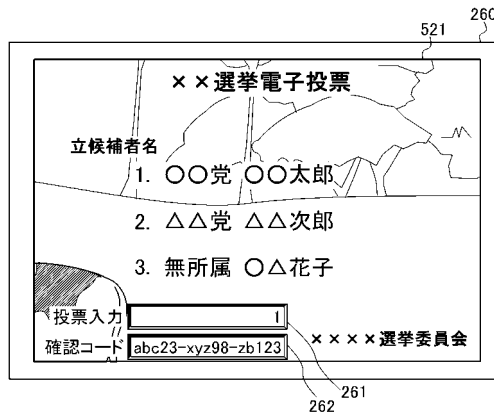 260
521
××選挙電子投票
立候補者名
1. ○○党 ○○太郎
2. △△党 △△次郎
3. 無所属 ○△花子
投票入力 1
××××選挙委員会
確認コード abc23-xyz98-zb123
261
262